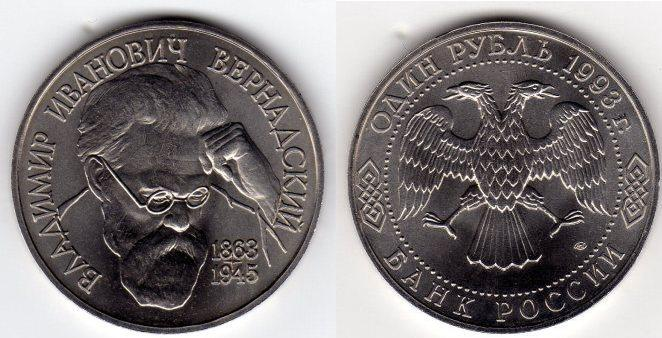 ВЛАДИМИР ИВАНОВИЧ ВЕРНАДСКИЙ
1863
1945
ОДИН РУБЛЬ 1993 г.
БАНК РОССИИ